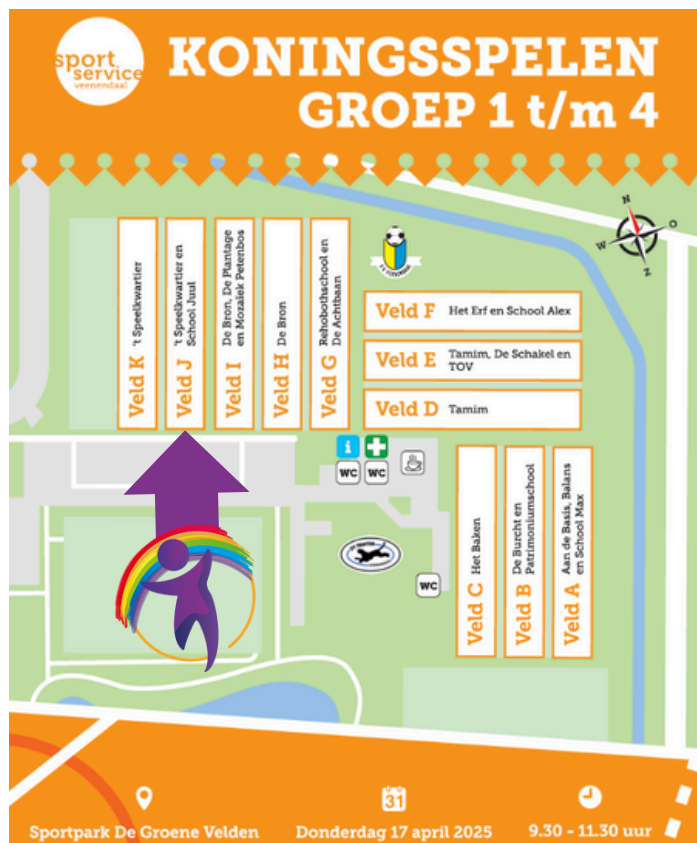 sport
service
veenendaal
KONINGSSPELEN
GROEP 1 t/m 4
N
O
W
Z
Veld K 't Speelkwartier
Veld J 't Speelkwartier en
School Juul
Veld I De Bron, De Plantage
en Mozaïek Petenbos
Veld H De Bron
Veld G Rehobothschool en
De Achtbaan
Veld F Het Erf en School Alex
Veld E Tamim, De Schakel en
TOV
Veld D Tamim
i
WC
WC
WC
Veld C Het Baken
Veld B De Burcht en
Patrimoniumschool
Veld A Aan de Basis, Balans
en School Max
31
Sportpark De Groene Velden
Donderdag 17 april 2025
9.30 - 11.30 uur